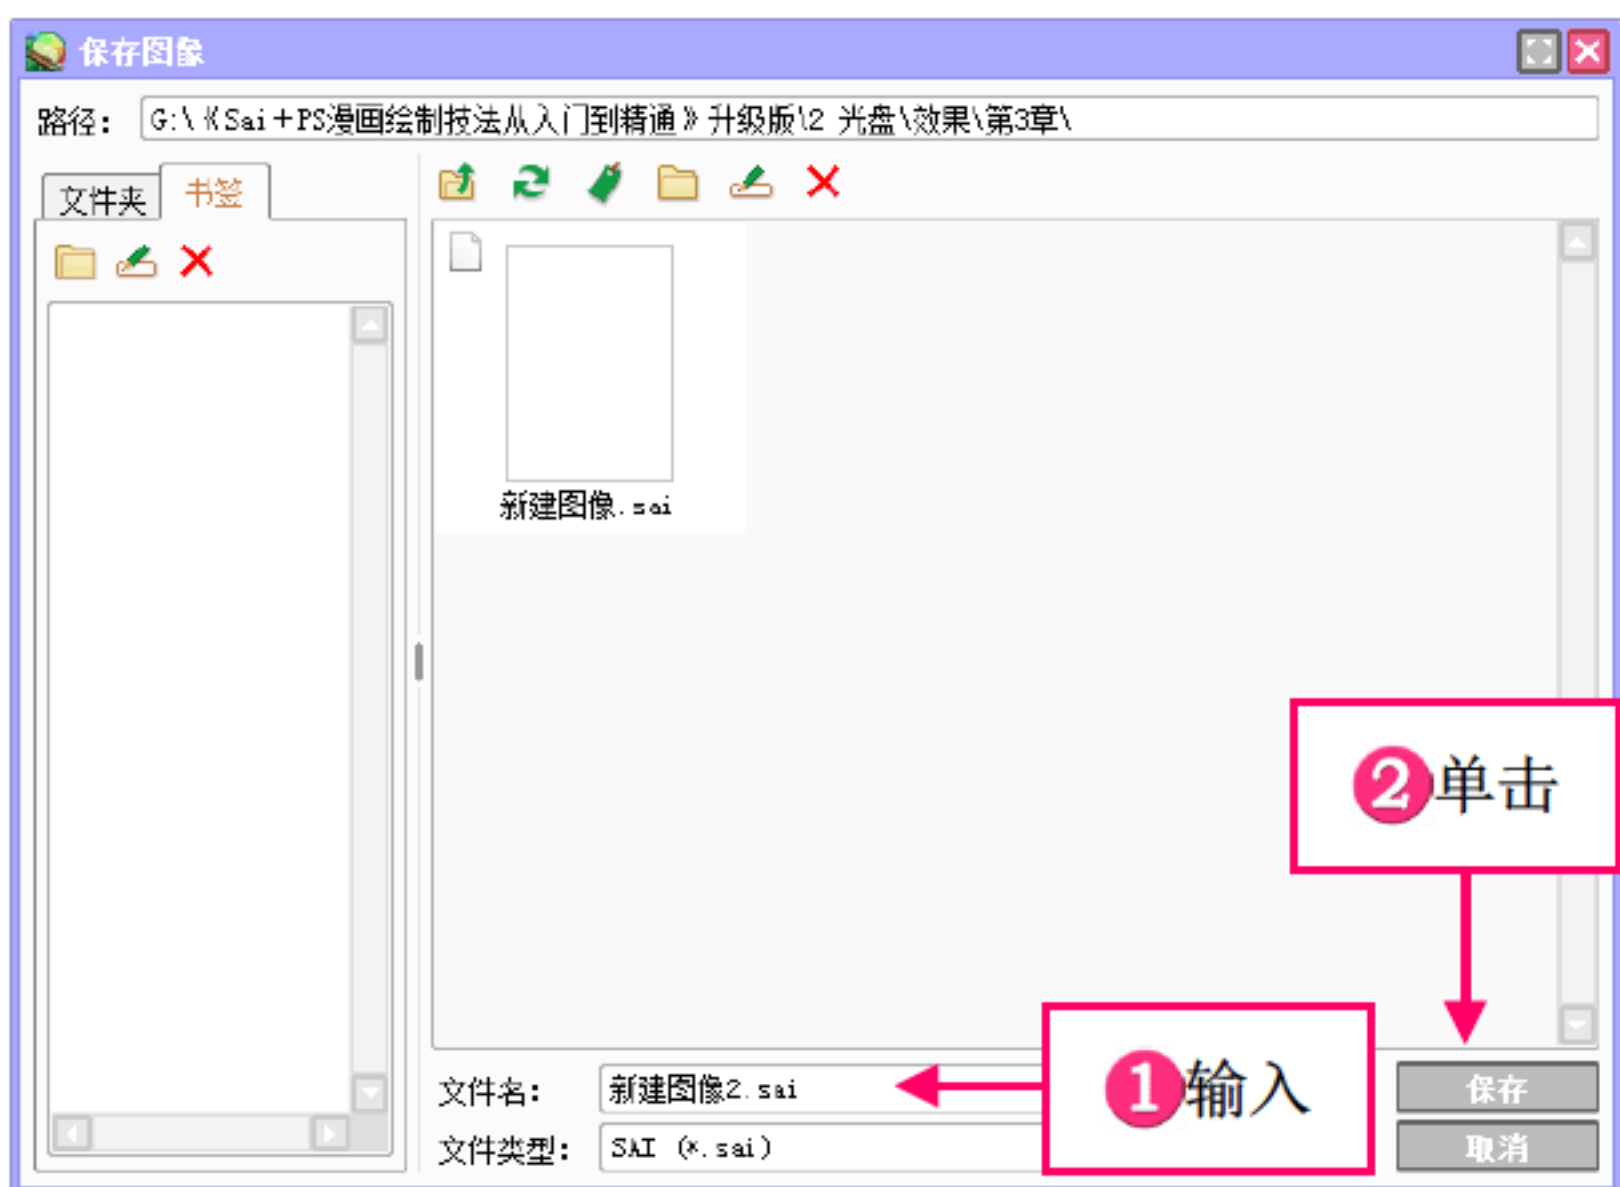 保存图像
路径： G:\《Sai+PS漫画绘制技法从入门到精通》升级版\2 光盘\效果\第3章\
文件夹 书签
新建图像.sai
2单击
1输入
文件名： 新建图像2.sai 保存
文件类型： SAI (*.sai) 取消